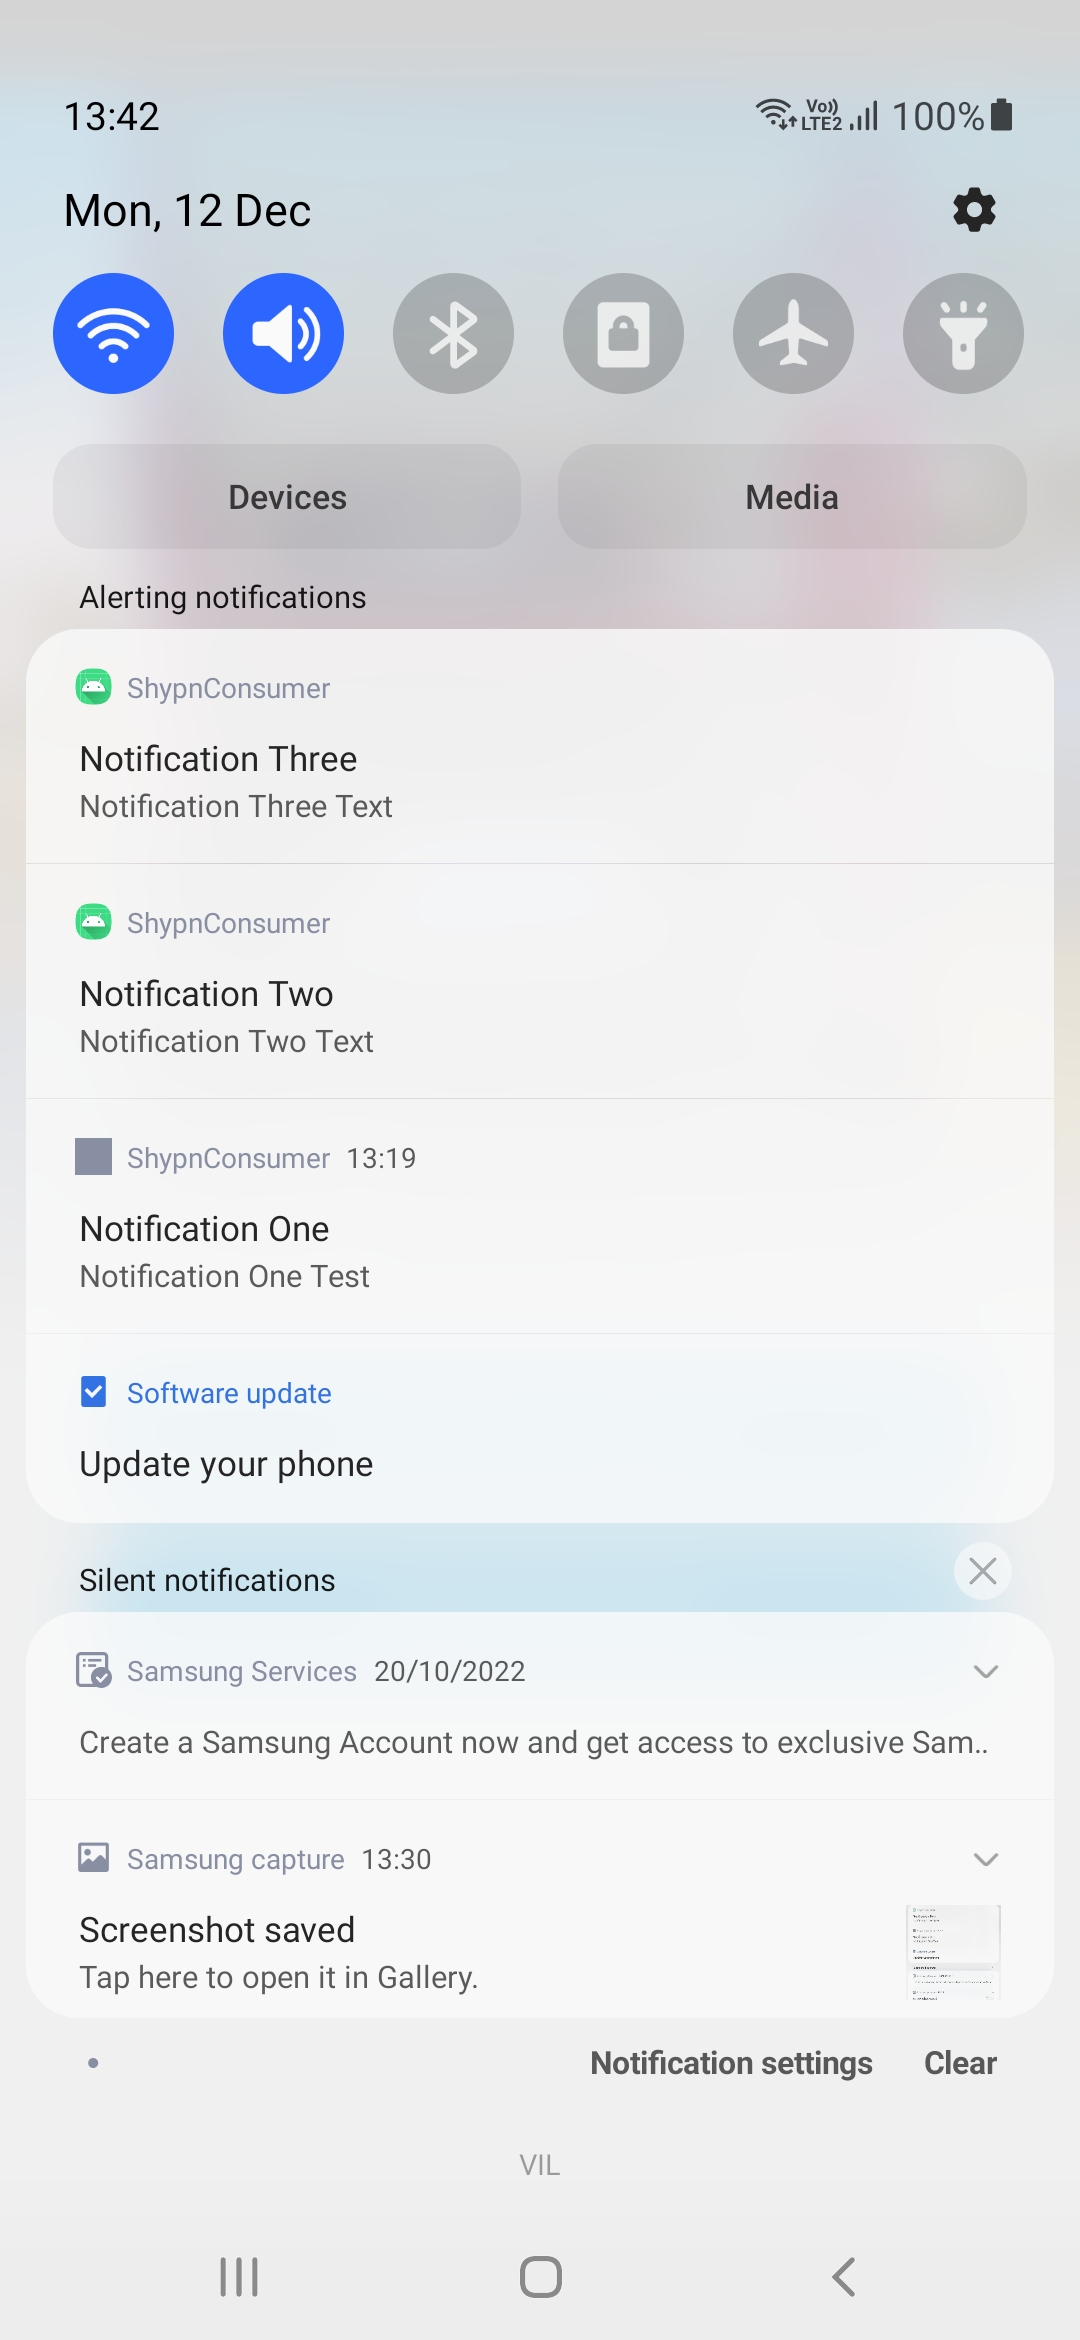 13:42
Vo)) LTE2 100%
Mon, 12 Dec
Devices
Media
Alerting notifications
ShypnConsumer
Notification Three
Notification Three Text
ShypnConsumer
Notification Two
Notification Two Text
ShypnConsumer 13:19
Notification One
Notification One Test
Software update
Update your phone
Silent notifications
Samsung Services 20/10/2022
Create a Samsung Account now and get access to exclusive Sam..
Samsung capture 13:30
Screenshot saved
Tap here to open it in Gallery.
Notification settings
Clear
VIL